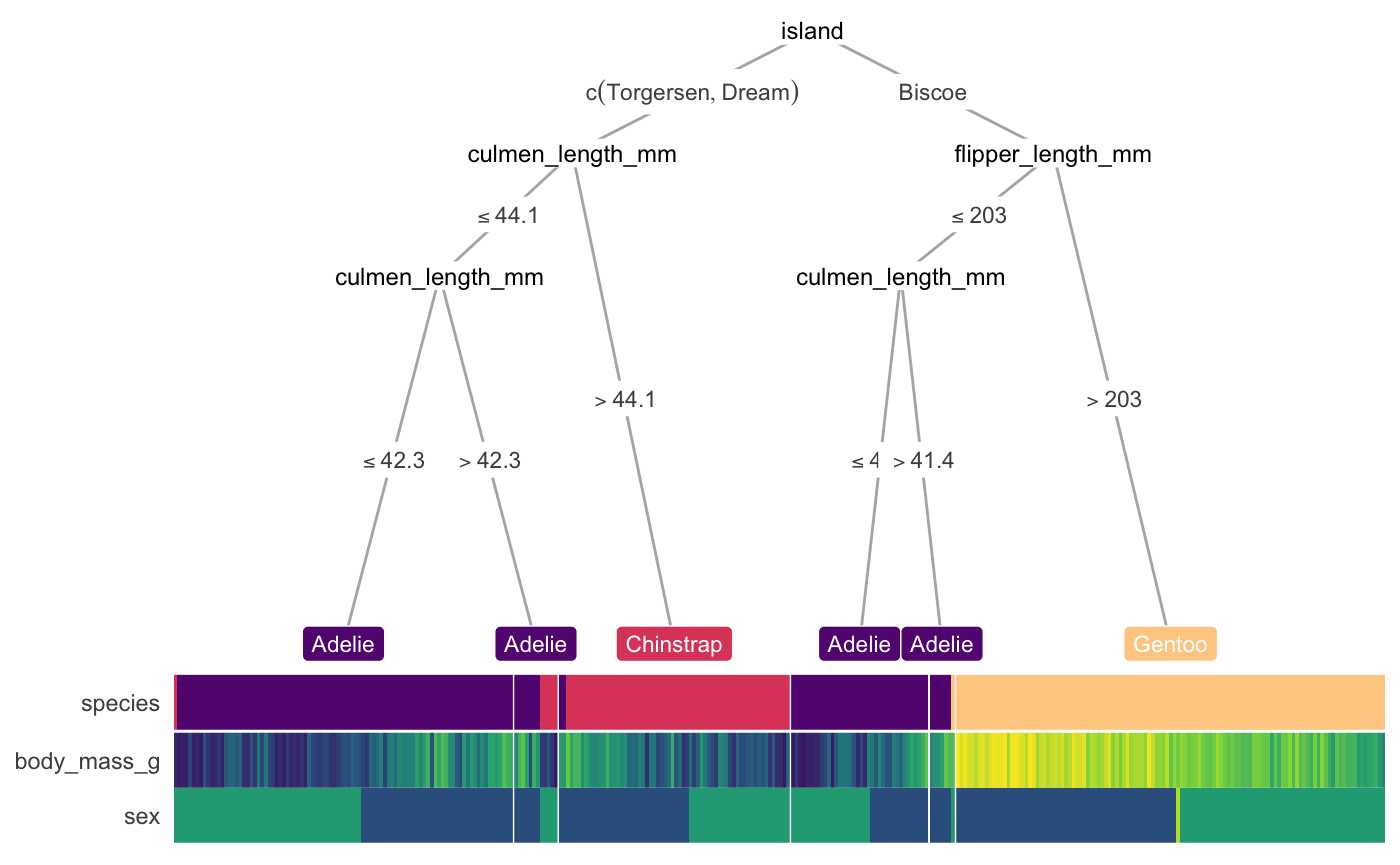 island
c(Torgersen, Dream) Biscoe
culmen_length_mm flipper_length_mm
≤ 44.1 ≤ 203
culmen_length_mm culmen_length_mm
> 44.1 > 203
≤ 42.3 > 42.3 ≤ 4 > 41.4
Adelie Adelie Chinstrap Adelie Adelie Gentoo
species
body_mass_g
sex